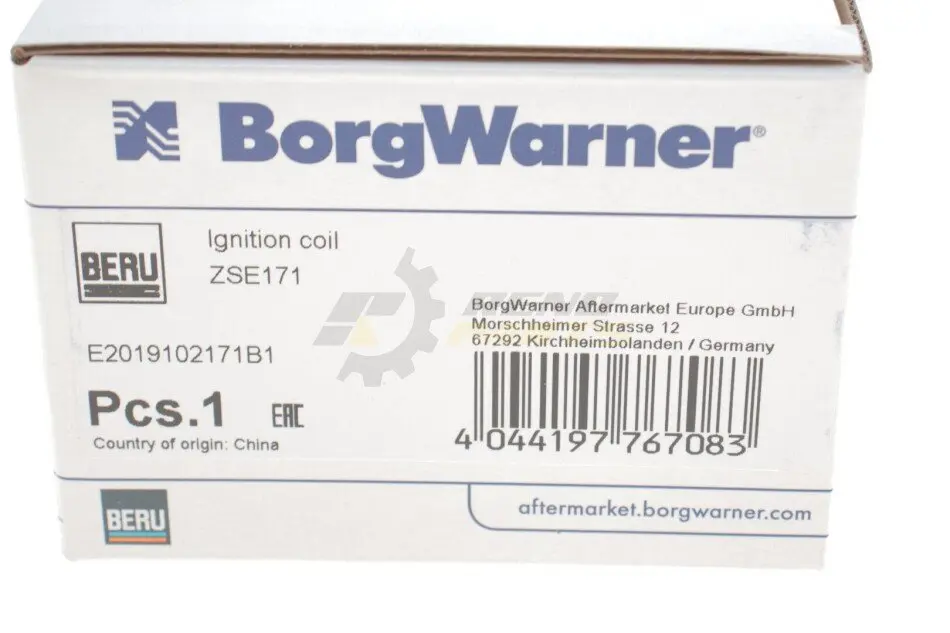 BorgWarner®
BERU
Ignition coil
ZSE171
BorgWarner Aftermarket Europe GmbH
Morschheimer Strasse 12
67292 Kirchheimbolanden / Germany
E2019102171B1
Pcs.1 EAC
Country of origin: China
4 044197 767083
BERU
aftermarket.borgwarner.com